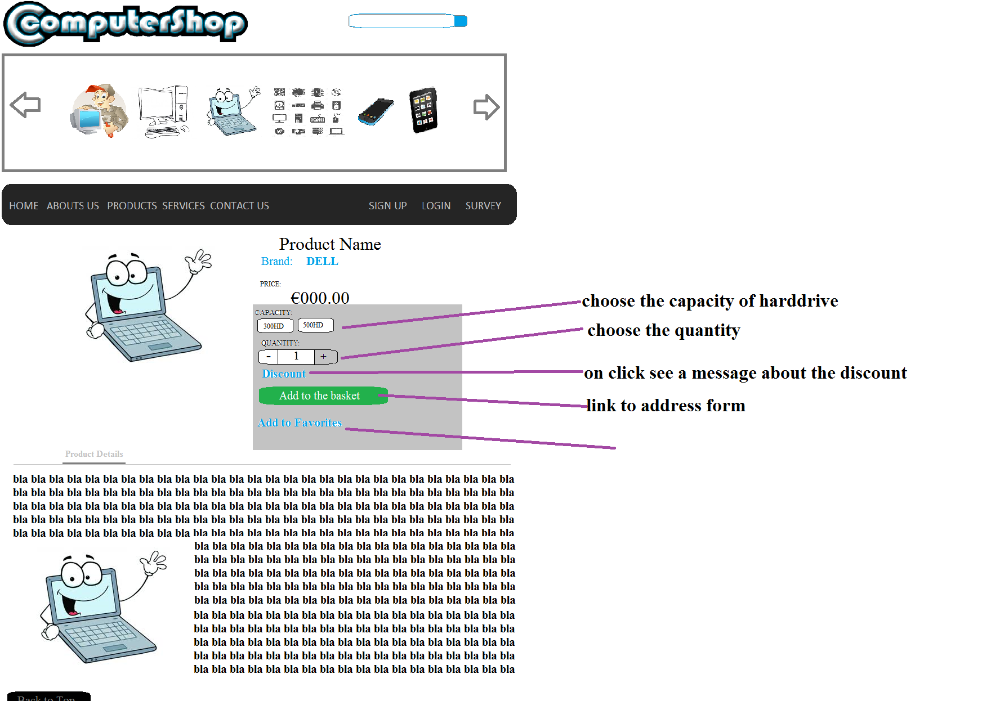 ComputerShop
HOME ABOUTS US PRODUCTS SERVICES CONTACT US SIGN UP LOGIN SURVEY
Product Name
Brand: DELL
PRICE:
€000.00
CAPACITY:
300HD 500HD
choose the capacity of harddrive
QUANTITY:
- 1 +
choose the quantity
Discount
on click see a message about the discount
Add to the basket
link to address form
Add to Favorites
Product Details
bla bla bla bla bla bla bla bla bla bla bla bla bla bla bla bla bla bla bla bla bla bla bla bla bla bla bla bla
bla bla bla bla bla bla bla bla bla bla bla bla bla bla bla bla bla bla bla bla bla bla bla bla bla bla bla bla
bla bla bla bla bla bla bla bla bla bla bla bla bla bla bla bla bla bla bla bla bla bla bla bla bla bla bla bla
bla bla bla bla bla bla bla bla bla bla bla bla bla bla bla bla bla bla bla bla bla bla bla bla bla bla bla bla
bla bla bla bla bla bla bla bla bla bla bla bla bla bla bla bla bla bla bla bla bla bla bla bla bla bla bla bla
bla bla bla bla bla bla bla bla bla bla bla bla bla bla bla bla bla bla
bla bla bla bla bla bla bla bla bla bla bla bla bla bla bla bla bla bla
bla bla bla bla bla bla bla bla bla bla bla bla bla bla bla bla bla bla
bla bla bla bla bla bla bla bla bla bla bla bla bla bla bla bla bla bla
bla bla bla bla bla bla bla bla bla bla bla bla bla bla bla bla bla bla
bla bla bla bla bla bla bla bla bla bla bla bla bla bla bla bla bla bla
bla bla bla bla bla bla bla bla bla bla bla bla bla bla bla bla bla bla
bla bla bla bla bla bla bla bla bla bla bla bla bla bla bla bla bla bla
bla bla bla bla bla bla bla bla bla bla bla bla bla bla bla bla bla bla
bla bla bla bla bla bla bla bla bla bla bla bla bla bla bla bla bla bla
Back to Top